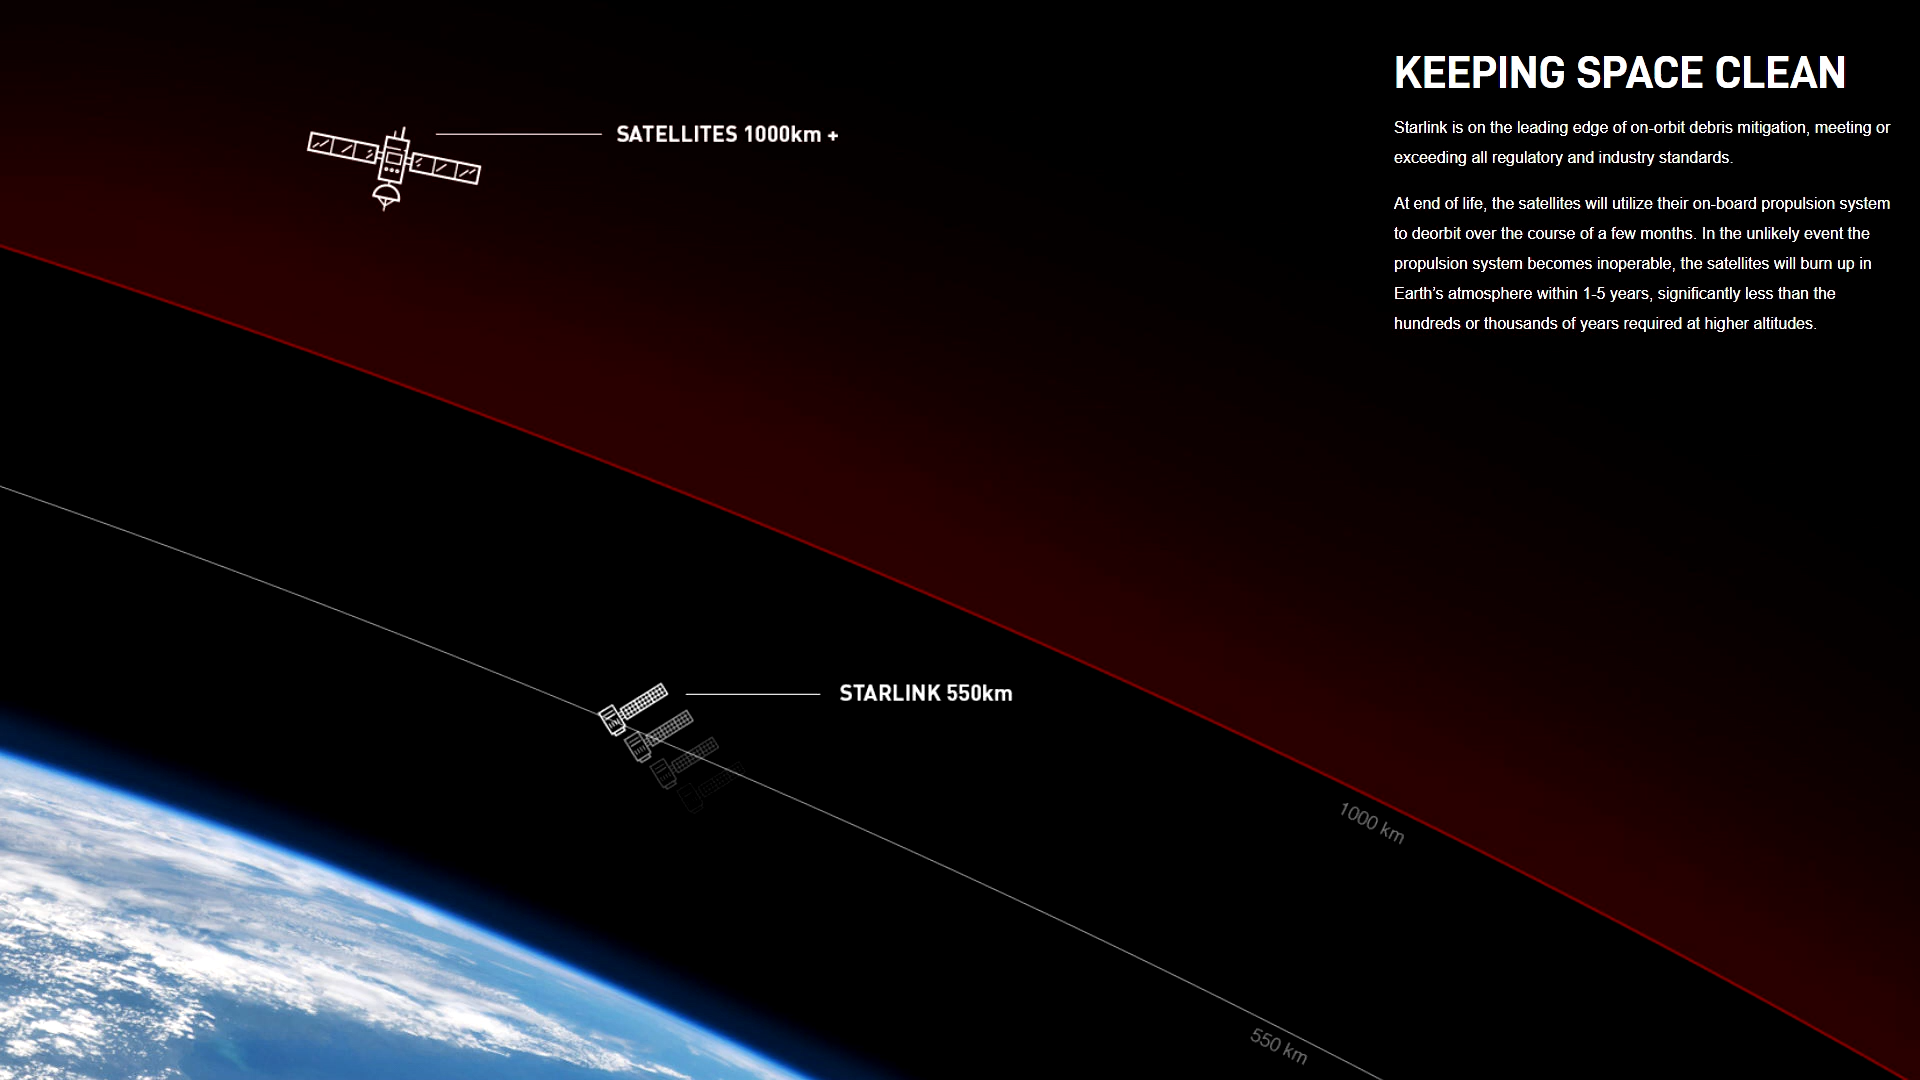 KEEPING SPACE CLEAN
Starlink is on the leading edge of on-orbit debris mitigation, meeting or
exceeding all regulatory and industry standards.
At end of life, the satellites will utilize their on-board propulsion system
to deorbit over the course of a few months. In the unlikely event the
propulsion system becomes inoperable, the satellites will burn up in
Earth’s atmosphere within 1-5 years, significantly less than the
hundreds or thousands of years required at higher altitudes.
SATELLITES 1000km +
STARLINK 550km
1000 km
550 km